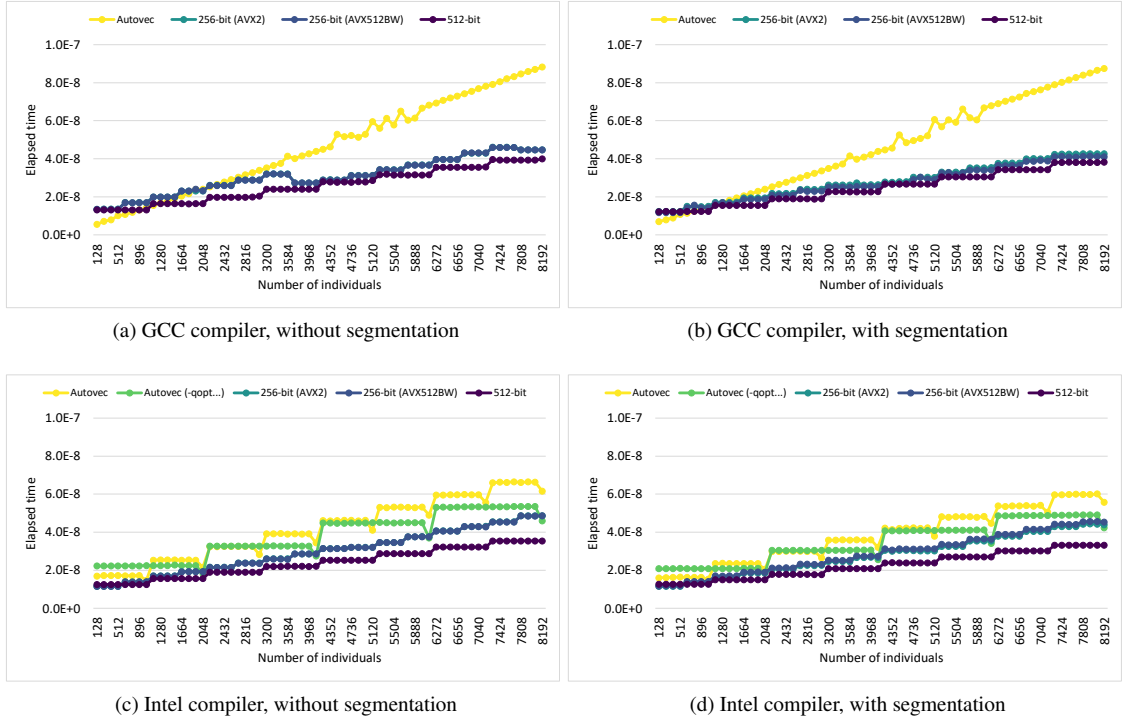 Autovec 256-bit (AVX2) 256-bit (AVX512BW) 512-bit
1.0E-7
8.0E-8
6.0E-8
4.0E-8
2.0E-8
0.0E+0
Elapsed time
128 512 896 1280 1664 2048 2432 2816 3200 3584 3968 4352 4736 5120 5504 5888 6272 6656 7040 7424 7808 8192
Number of individuals
(a) GCC compiler, without segmentation
Autovec 256-bit (AVX2) 256-bit (AVX512BW) 512-bit
1.0E-7
8.0E-8
6.0E-8
4.0E-8
2.0E-8
0.0E+0
Elapsed time
128 512 896 1280 1664 2048 2432 2816 3200 3584 3968 4352 4736 5120 5504 5888 6272 6656 7040 7424 7808 8192
Number of individuals
(b) GCC compiler, with segmentation
Autovec Autovec (-qopt...) 256-bit (AVX2) 256-bit (AVX512BW) 512-bit
1.0E-7
8.0E-8
6.0E-8
4.0E-8
2.0E-8
0.0E+0
Elapsed time
128 512 896 1280 1664 2048 2432 2816 3200 3584 3968 4352 4736 5120 5504 5888 6272 6656 7040 7424 7808 8192
Number of individuals
(c) Intel compiler, without segmentation
Autovec Autovec (-qopt...) 256-bit (AVX2) 256-bit (AVX512BW) 512-bit
1.0E-7
8.0E-8
6.0E-8
4.0E-8
2.0E-8
0.0E+0
Elapsed time
128 512 896 1280 1664 2048 2432 2816 3200 3584 3968 4352 4736 5120 5504 5888 6272 6656 7040 7424 7808 8192
Number of individuals
(d) Intel compiler, with segmentation